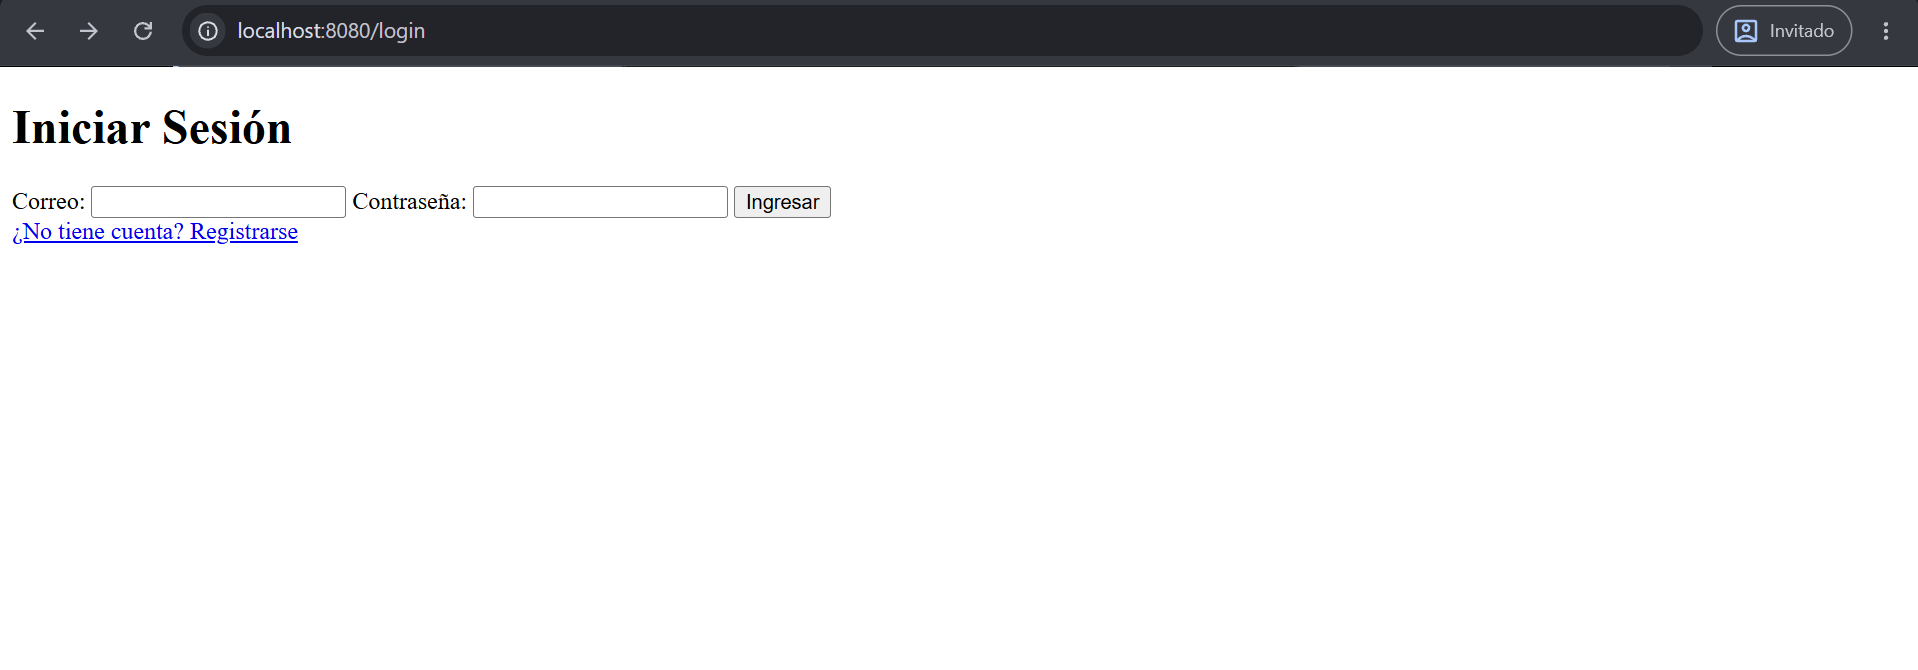 localhost:8080/login
Invitado
Iniciar Sesión
Correo: Contraseña: Ingresar
¿No tiene cuenta? Registrarse